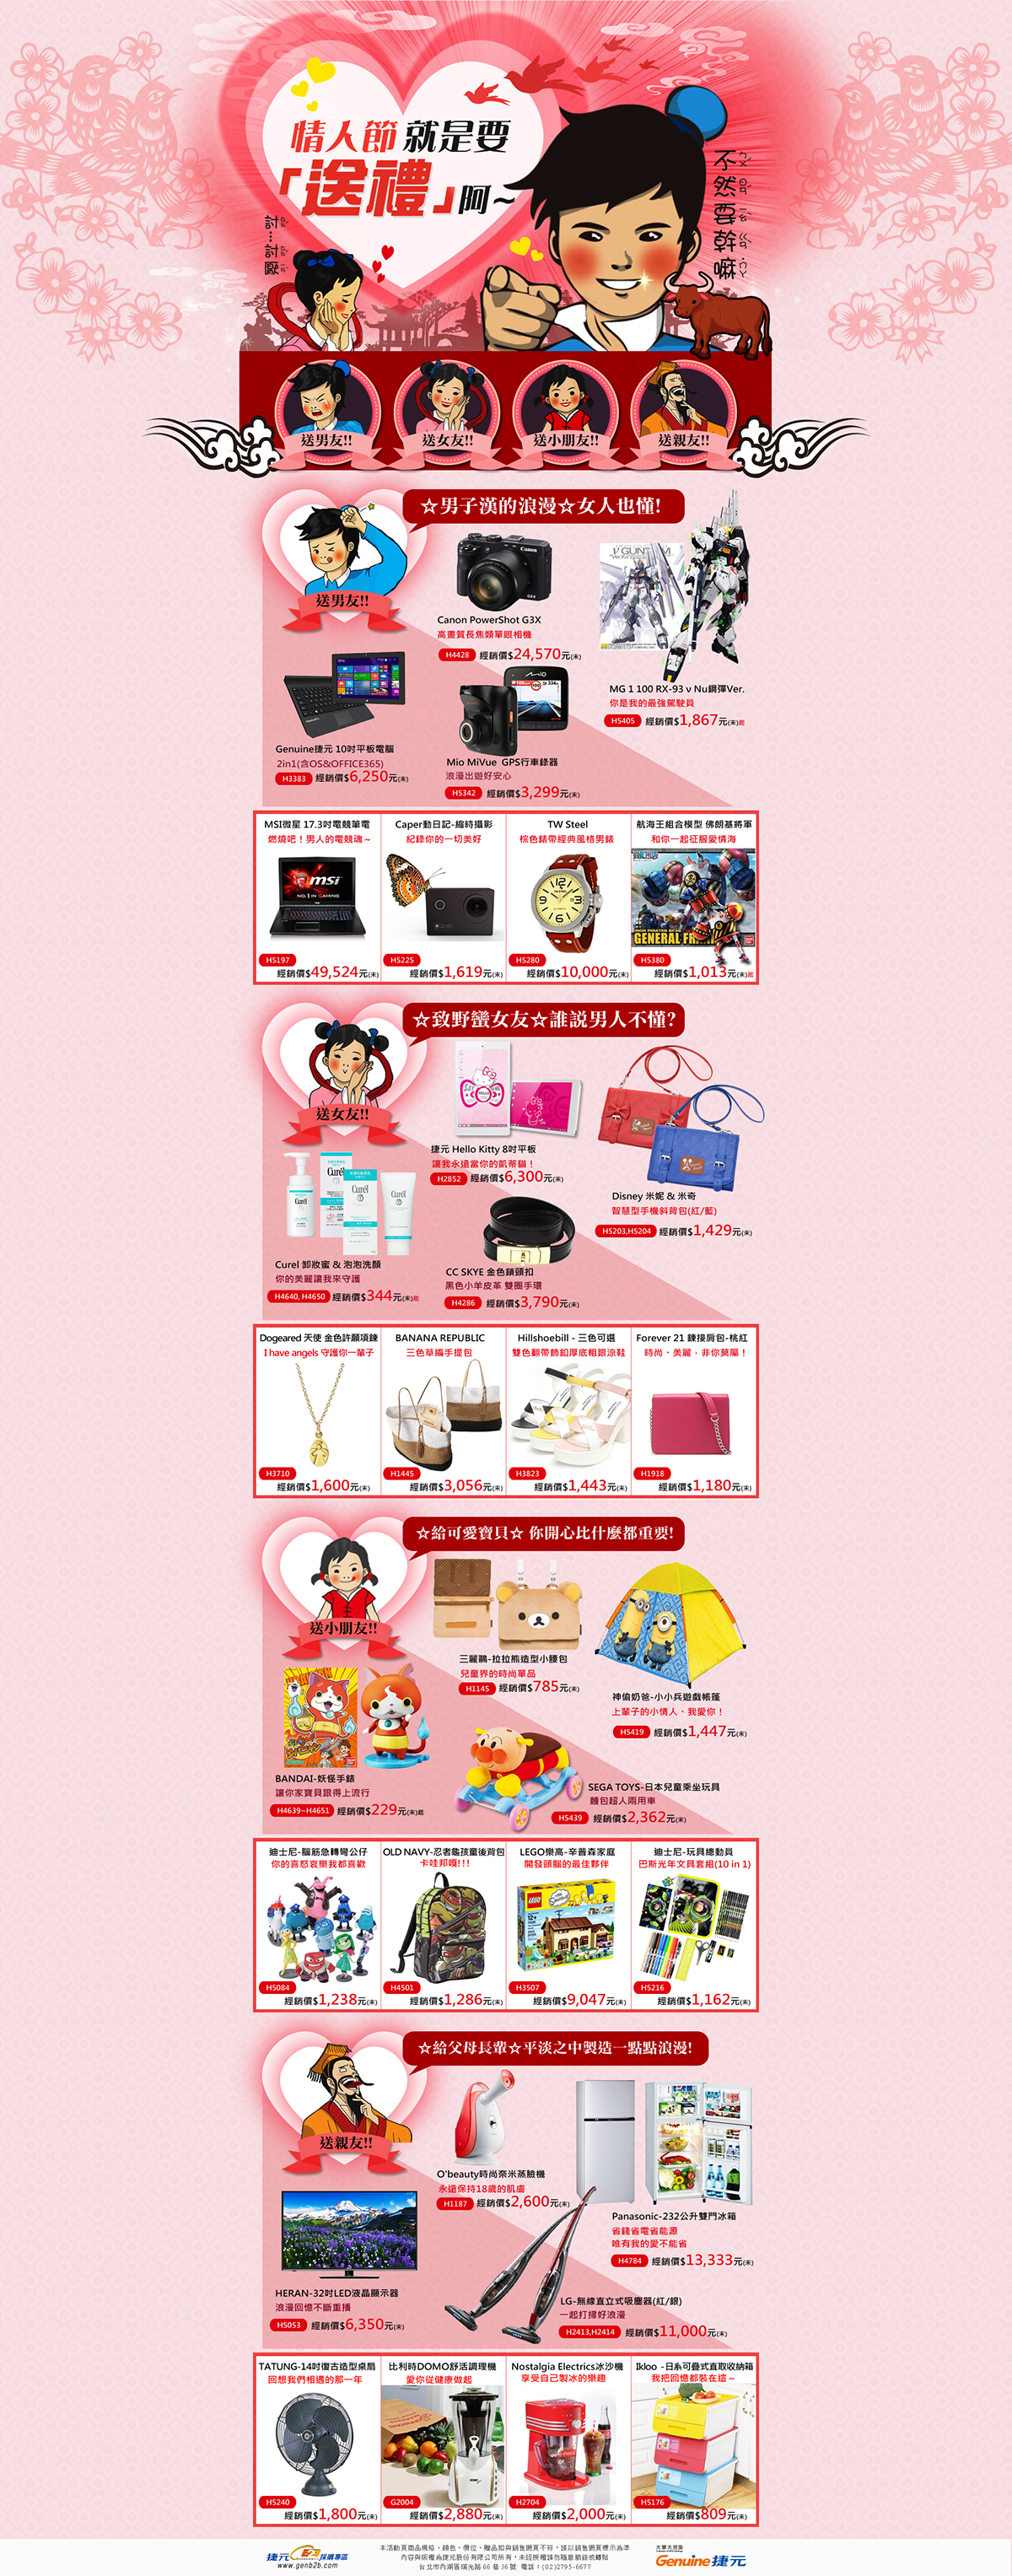 情人節就是要
「送禮」阿~
不然要幹嘛
討…討厭
送男友!!
送女友!!
送小朋友!!
送親友!!
☆男子漢的浪漫☆女人也懂!
送男友!!
Canon PowerShot G3X
高畫質長焦類單眼相機
H4428 經銷價$24,570元(未)
MG 1 100 RX-93 ν Nu鋼彈Ver.
你是我的最強駕駛員
H5405 經銷價$1,867元(未)起
Genuine捷元 10吋平板電腦
2in1(含OS&OFFICE365)
H3383 經銷價$6,250元(未)
Mio MiVue GPS行車錄器
浪漫出遊好安心
H5342 經銷價$3,299元(未)
MSI微星 17.3吋電競筆電
燃燒吧！男人的電競魂~
H5197
經銷價$49,524元(未)
Caper動日記-縮時攝影
紀錄你的一切美好
H5225
經銷價$1,619元(未)
TW Steel
棕色錶帶經典風格男錶
H5280
經銷價$10,000元(未)
航海王組合模型 佛朗基將軍
和你一起征服愛情海
H5380
經銷價$1,013元(未)起
☆致野蠻女友☆誰説男人不懂?
送女友!!
捷元 Hello Kitty 8吋平板
讓我永遠當你的凱蒂貓！
H2852 經銷價$6,300元(未)
Disney 米妮 & 米奇
智慧型手機斜背包(紅/藍)
H5203,H5204 經銷價$1,429元(未)
Curel 卸妝蜜 & 泡泡洗顏
你的美麗讓我來守護
H4640, H4650 經銷價$344元(未)起
CC SKYE 金色鎖頭扣
黑色小羊皮革 雙圈手環
H4286 經銷價$3,790元(未)
Dogeared 天使 金色許願項鍊
I have angels 守護你一輩子
H3710
經銷價$1,600元(未)
BANANA REPUBLIC
三色草編手提包
H1445
經銷價$3,056元(未)
Hillshoebill - 三色可選
雙色翻帶飾釦厚底粗跟涼鞋
H3823
經銷價$1,443元(未)
Forever 21 鍊接肩包-桃紅
時尚、美麗，非你莫屬！
H1918
經銷價$1,180元(未)
☆給可愛寶貝☆ 你開心比什麼都重要!
送小朋友!!
三麗鷗-拉拉熊造型小腰包
兒童界的時尚單品
H1145 經銷價$785元(未)
神偷奶爸-小小兵遊戲帳篷
上輩子的小情人、我愛你！
H5419 經銷價$1,447元(未)
BANDAI-妖怪手錶
讓你家寶貝跟得上流行
H4639~H4651 經銷價$229元(未)起
SEGA TOYS-日本兒童乘坐玩具
麵包超人兩用車
H5439 經銷價$2,362元(未)
迪士尼-腦筋急轉彎公仔
你的喜怒哀樂我都喜歡
H5084
經銷價$1,238元(未)
OLD NAVY-忍者龜孩童後背包
卡哇邦嘎!!!
H4501
經銷價$1,286元(未)
LEGO樂高-辛普森家庭
開發頭腦的最佳夥伴
H3507
經銷價$9,047元(未)
迪士尼-玩具總動員
巴斯光年文具套組(10 in 1)
H5216
經銷價$1,162元(未)
☆給父母長輩☆平淡之中製造一點點浪漫!
送親友!!
O'beauty時尚奈米蒸臉機
永遠保持18歲的肌膚
H1187 經銷價$2,600元(未)
Panasonic-232公升雙門冰箱
省錢省電省能源
唯有我的愛不能省
H4784 經銷價$13,333元(未)
HERAN-32吋LED液晶顯示器
浪漫回憶不斷重播
H5053 經銷價$6,350元(未)
LG-無線直立式吸塵器(紅/銀)
一起打掃好浪漫
H2413,H2414 經銷價$11,000元(未)
TATUNG-14吋復古造型桌扇
回想我們相遇的那一年
H5240
經銷價$1,800元(未)
比利時DOMO舒活調理機
愛你從健康做起
G2004
經銷價$2,880元(未)
Nostalgia Electrics冰沙機
享受自己製冰的樂趣
H2704
經銷價$2,000元(未)
Ikloo -日系可疊式直取收納箱
我把回憶都裝在這~
H5176
經銷價$809元(未)
捷元 B2B 採購專區
www.genb2b.com
本活動頁商品規格、顏色、價位、贈品如與銷售網頁不符，請以銷售網頁標示為準
內容與版權為捷元股份有限公司所有，未經授權請勿隨意節錄或轉貼
台北市內湖區瑞光路 66 巷 36 號 電話：(02)2795-6677
Genuine捷元